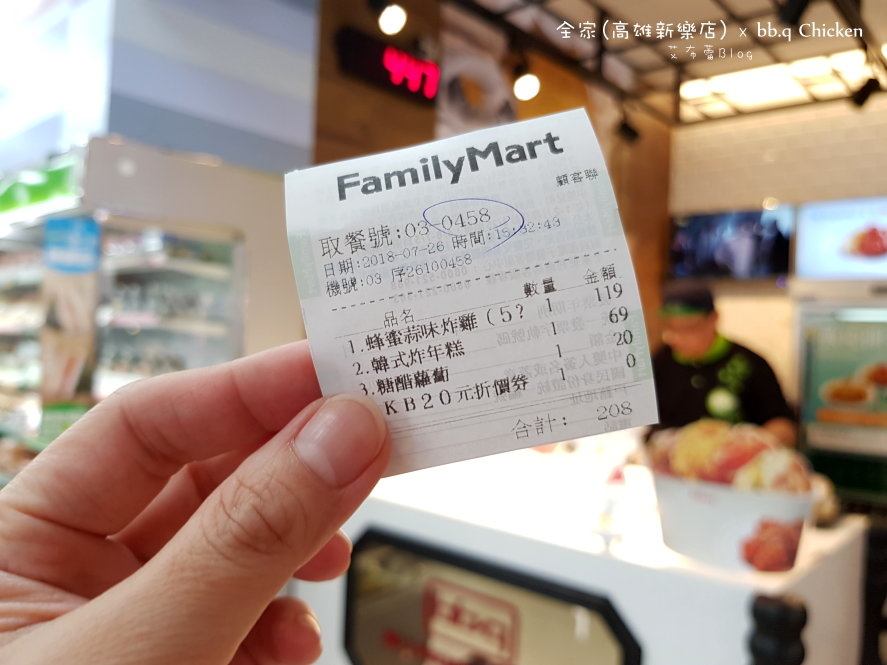 全家(高雄新樂店) x bb.q Chicken
艾布蕾Blog
447
FamilyMart
顧客聯
取餐號:03-0458
日期:2018-07-26 時間:15:32:43
機號:03 序26100458
品名 數量 金額
1.蜂蜜蒜味炸雞(5? 1 119
2.韓式炸年糕 1 69
3.糖醋蘿蔔 1 20
KB20元折價券 1 0
合計: 208